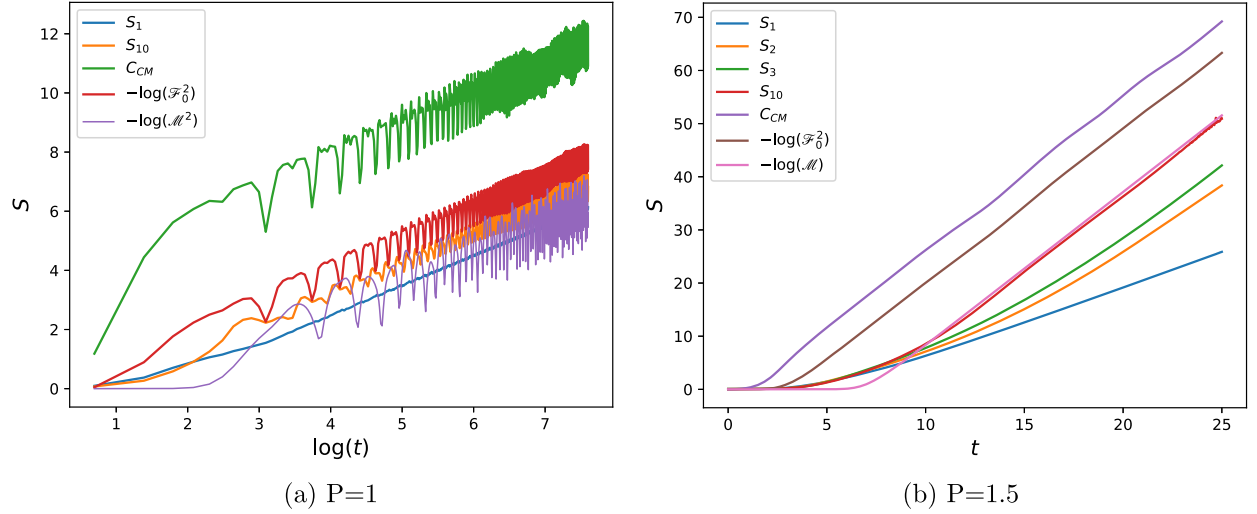 S₁
S₁₀
C_CM
−log(ℱ₀²)
−log(ℳ²)
12
10
8
6
4
2
0
S
1 2 3 4 5 6 7
log(t)
(a) P=1
S₁
S₂
S₃
S₁₀
C_CM
−log(ℱ₀²)
−log(ℳ)
70
60
50
40
30
20
10
0
S
0 5 10 15 20 25
t
(b) P=1.5